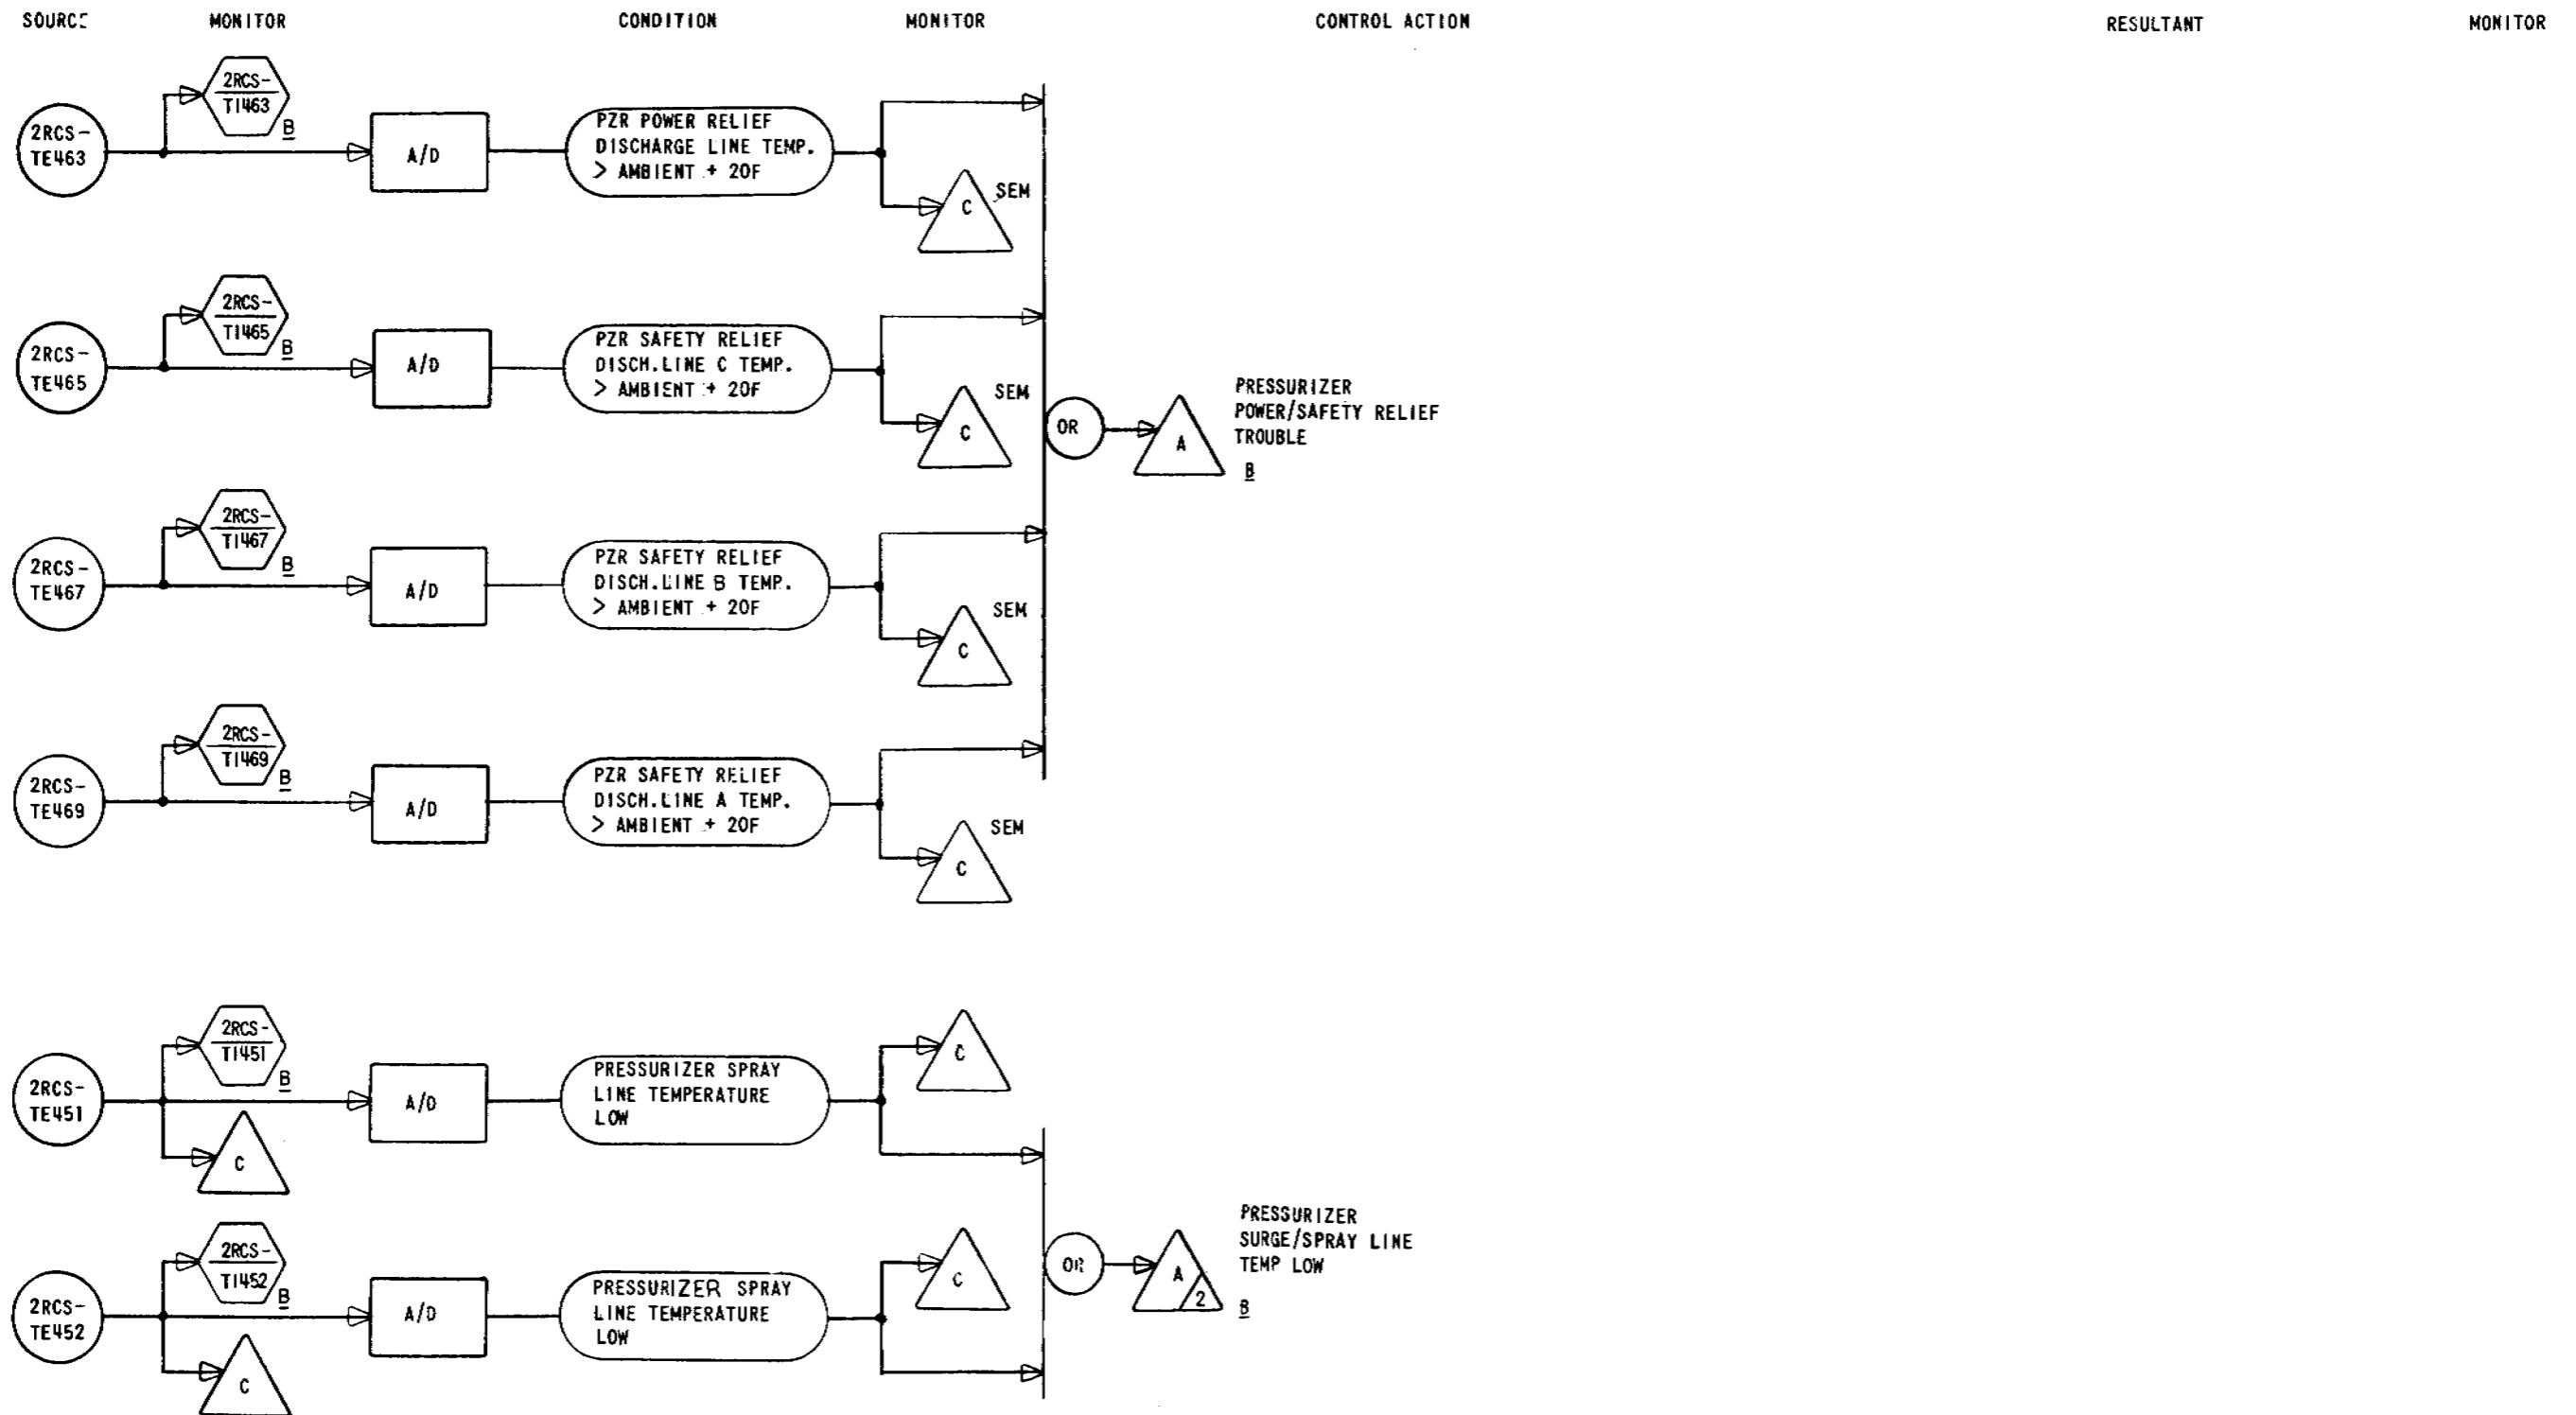 SOURCE MONITOR CONDITION MONITOR CONTROL ACTION RESULTANT MONITOR
2RCS-
TI463
B
2RCS-
TE463
A/D
PZR POWER RELIEF
DISCHARGE LINE TEMP.
> AMBIENT + 20F
C
SEM
2RCS-
TI465
B
2RCS-
TE465
A/D
PZR SAFETY RELIEF
DISCH.LINE C TEMP.
> AMBIENT + 20F
C
SEM
OR
A
PRESSURIZER
POWER/SAFETY RELIEF
TROUBLE
B
2RCS-
TI467
B
2RCS-
TE467
A/D
PZR SAFETY RELIEF
DISCH.LINE B TEMP.
> AMBIENT + 20F
C
SEM
2RCS-
TI469
B
2RCS-
TE469
A/D
PZR SAFETY RELIEF
DISCH.LINE A TEMP.
> AMBIENT + 20F
C
SEM
2RCS-
TI451
B
2RCS-
TE451
C
A/D
PRESSURIZER SPRAY
LINE TEMPERATURE
LOW
C
2RCS-
TI452
B
2RCS-
TE452
C
A/D
PRESSURIZER SPRAY
LINE TEMPERATURE
LOW
C
OR
A
2
PRESSURIZER
SURGE/SPRAY LINE
TEMP LOW
B